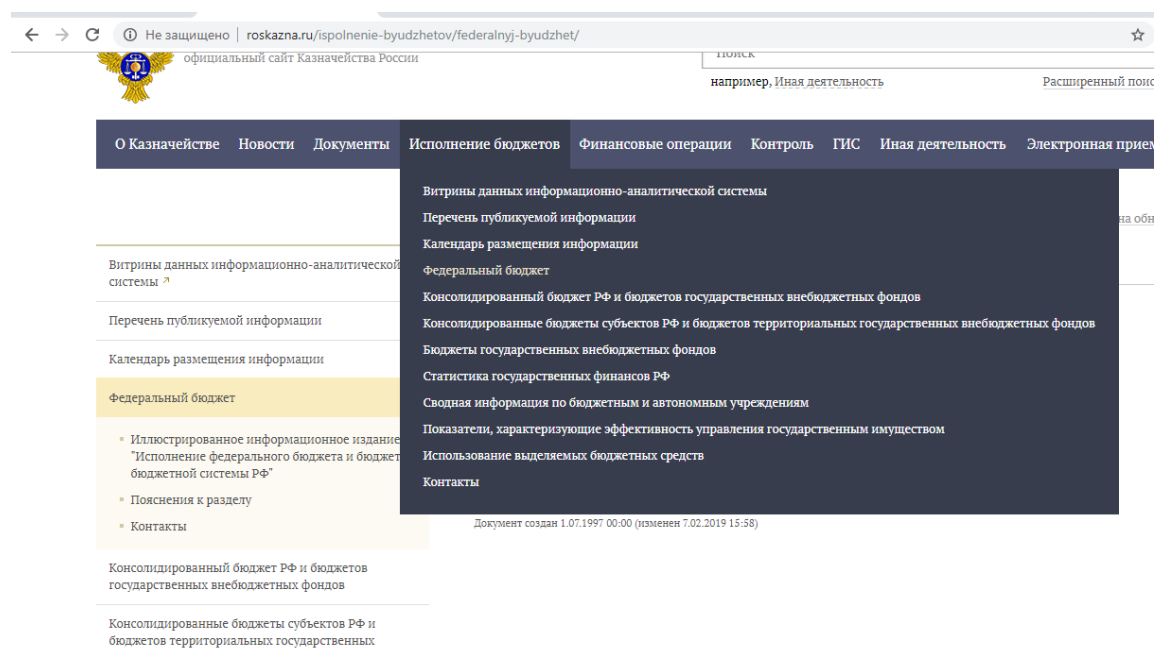 Не защищено | roskazna.ru/ispolnenie-byudzhetov/federalnyj-byudzhet/
официальный сайт Казначейства России
Поиск
например, Иная деятельность
Расширенный поис
О Казначействе Новости Документы Исполнение бюджетов Финансовые операции Контроль ГИС Иная деятельность Электронная прием
Витрины данных информационно-аналитической системы
Перечень публикуемой информации
Календарь размещения информации
Федеральный бюджет
Консолидированный бюджет РФ и бюджетов государственных внебюджетных фондов
Консолидированные бюджеты субъектов РФ и бюджетов территориальных государственных внебюджетных фондов
Бюджеты государственных внебюджетных фондов
Статистика государственных финансов РФ
Сводная информация по бюджетным и автономным учреждениям
Показатели, характеризующие эффективность управления государственным имуществом
Использование выделяемых бюджетных средств
Контакты
на обн
Витрины данных информационно-аналитической
системы
Перечень публикуемой информации
Календарь размещения информации
Федеральный бюджет
Иллюстрированное информационное издание
"Исполнение федерального бюджета и бюджет
бюджетной системы РФ"
Пояснения к разделу
Контакты
Документ создан 1.07.1997 00:00 (изменен 7.02.2019 15:58)
Консолидированный бюджет РФ и бюджетов
государственных внебюджетных фондов
Консолидированные бюджеты субъектов РФ и
бюджетов территориальных государственных